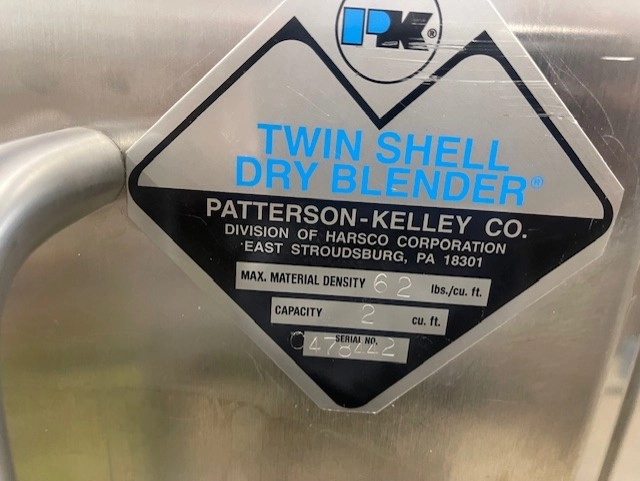 PK®
TWIN SHELL
DRY BLENDER®
PATTERSON-KELLEY CO.
DIVISION OF HARSCO CORPORATION
EAST STROUDSBURG, PA 18301
MAX. MATERIAL DENSITY 62 lbs./cu. ft.
CAPACITY 2 cu. ft.
SERIAL NO.
C478442